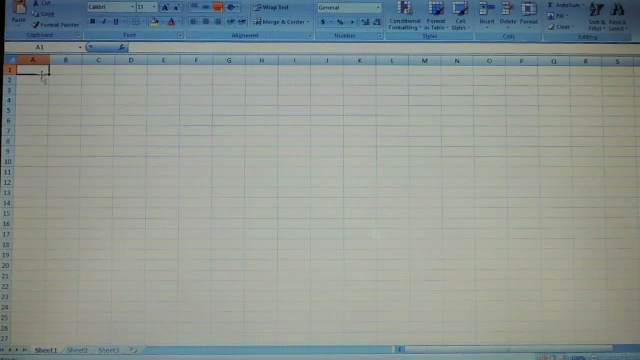 Cut
Calibri 11
Wrap Text
General
AutoSum
Paste
Copy
Fill
Format Painter
B I U
Merge & Center
$ % ,
Conditional Formatting
Format as Table
Cell Styles
Insert
Delete
Format
Clear
Sort & Filter
Find & Select
Clipboard
Font
Alignment
Number
Styles
Cells
Editing
A1
A B C D E F G H I J K L M N O P Q R S
1
2
3
4
5
6
7
8
9
10
11
12
13
14
15
16
17
18
19
20
21
22
23
24
25
26
27
Sheet1 Sheet2 Sheet3
100%